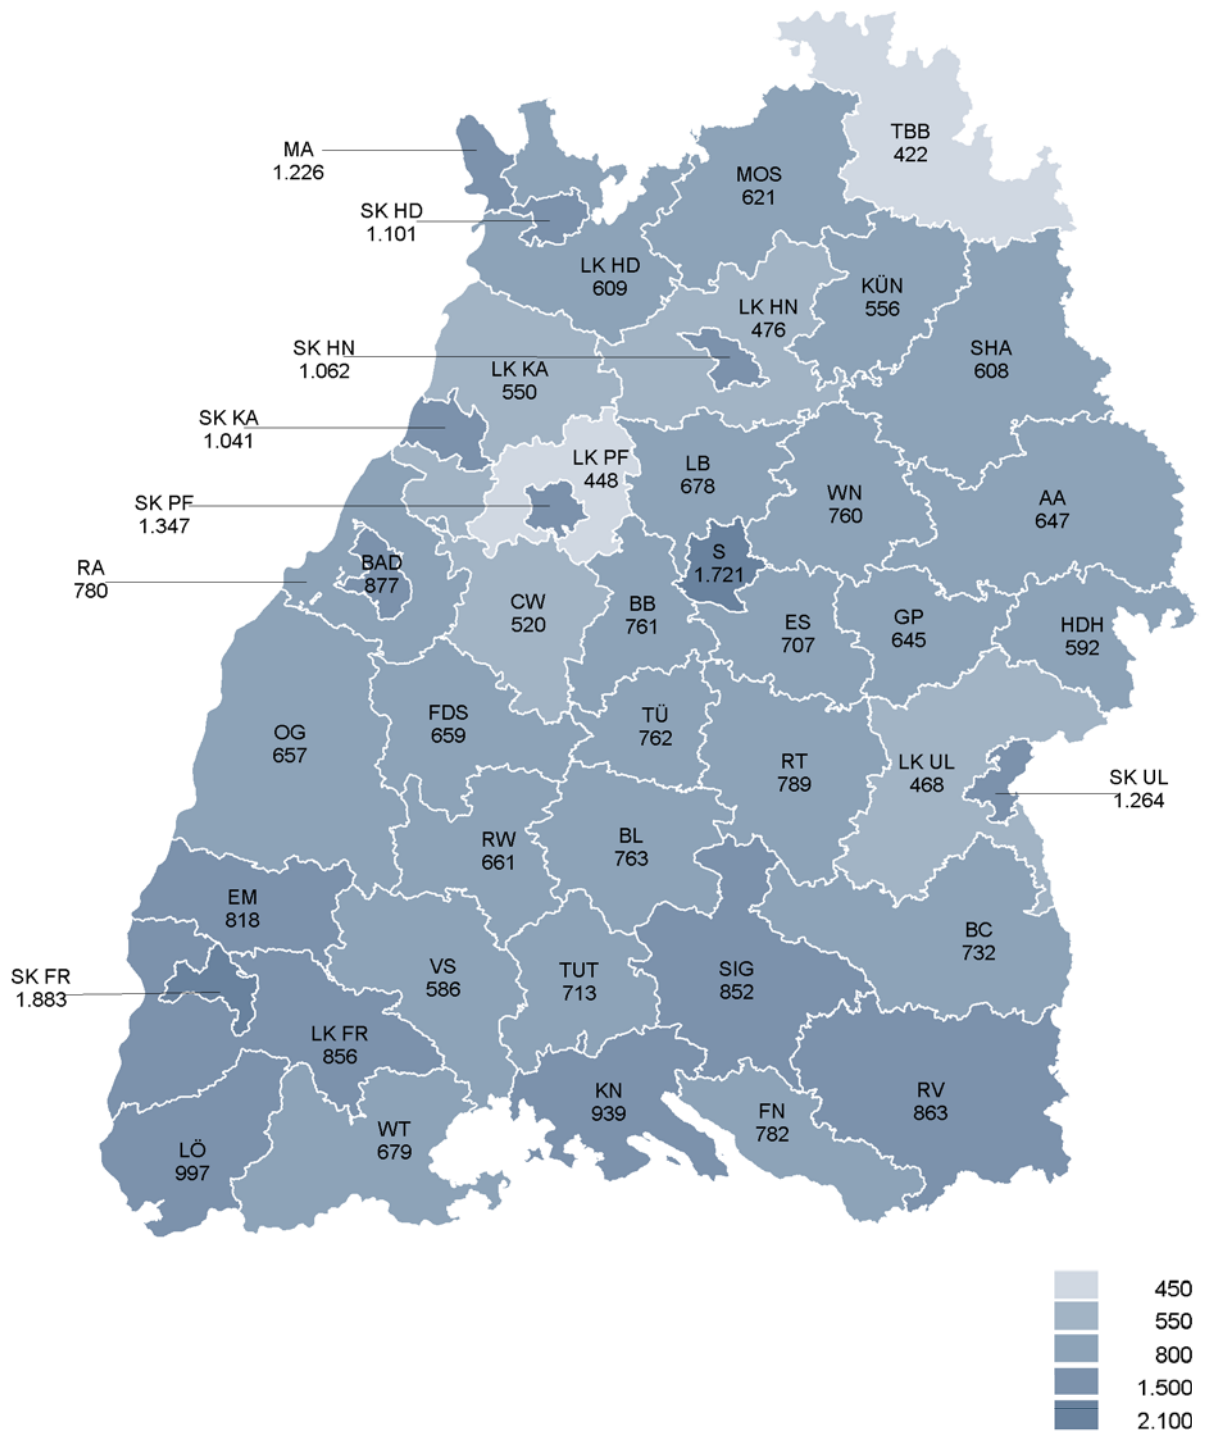 TBB
422
MA
1.226
MOS
621
SK HD
1.101
LK HD
609
KÜN
556
LK HN
476
SK HN
1.062
SHA
608
LK KA
550
SK KA
1.041
LK PF
448
LB
678
WN
760
AA
647
SK PF
1.347
S
1.721
BAD
877
RA
780
CW
520
BB
761
ES
707
GP
645
HDH
592
FDS
659
TÜ
762
OG
657
RT
789
LK UL
468
SK UL
1.264
RW
661
BL
763
EM
818
BC
732
VS
586
TUT
713
SIG
852
SK FR
1.883
LK FR
856
KN
939
RV
863
FN
782
WT
679
LÖ
997
450
550
800
1.500
2.100